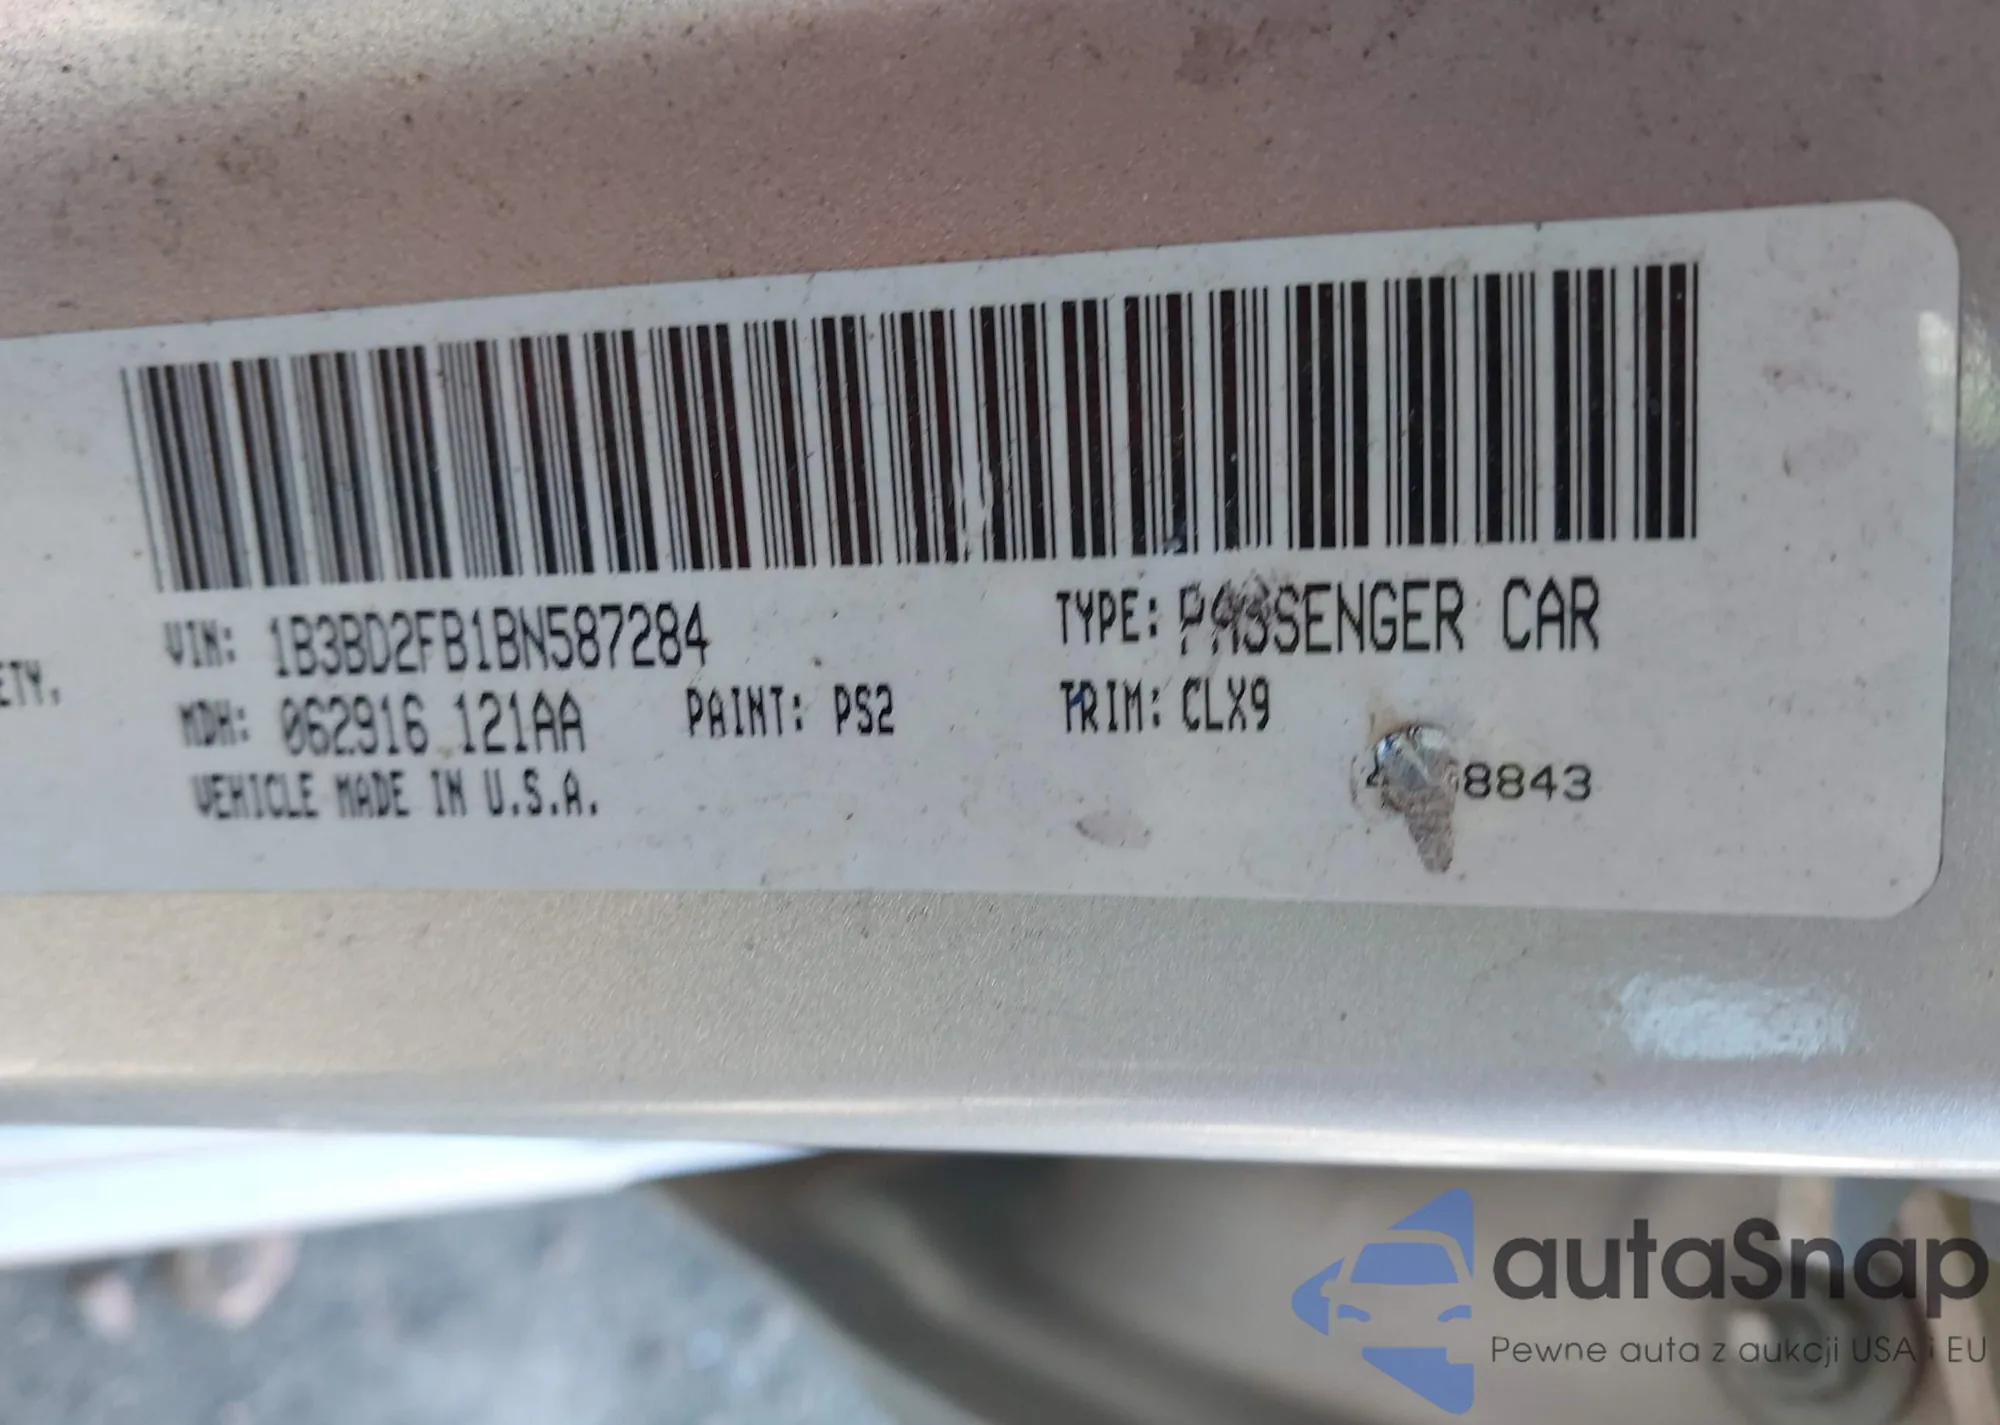 VIN: 1B3BD2FB1BN587284
TYPE: PASSENGER CAR
ETY.
MDH: 062916 121AA
PAINT: PS2
TRIM: CLX9
8843
VEHICLE MADE IN U.S.A.
autaSnap
Pewne auta z aukcji USA i EU